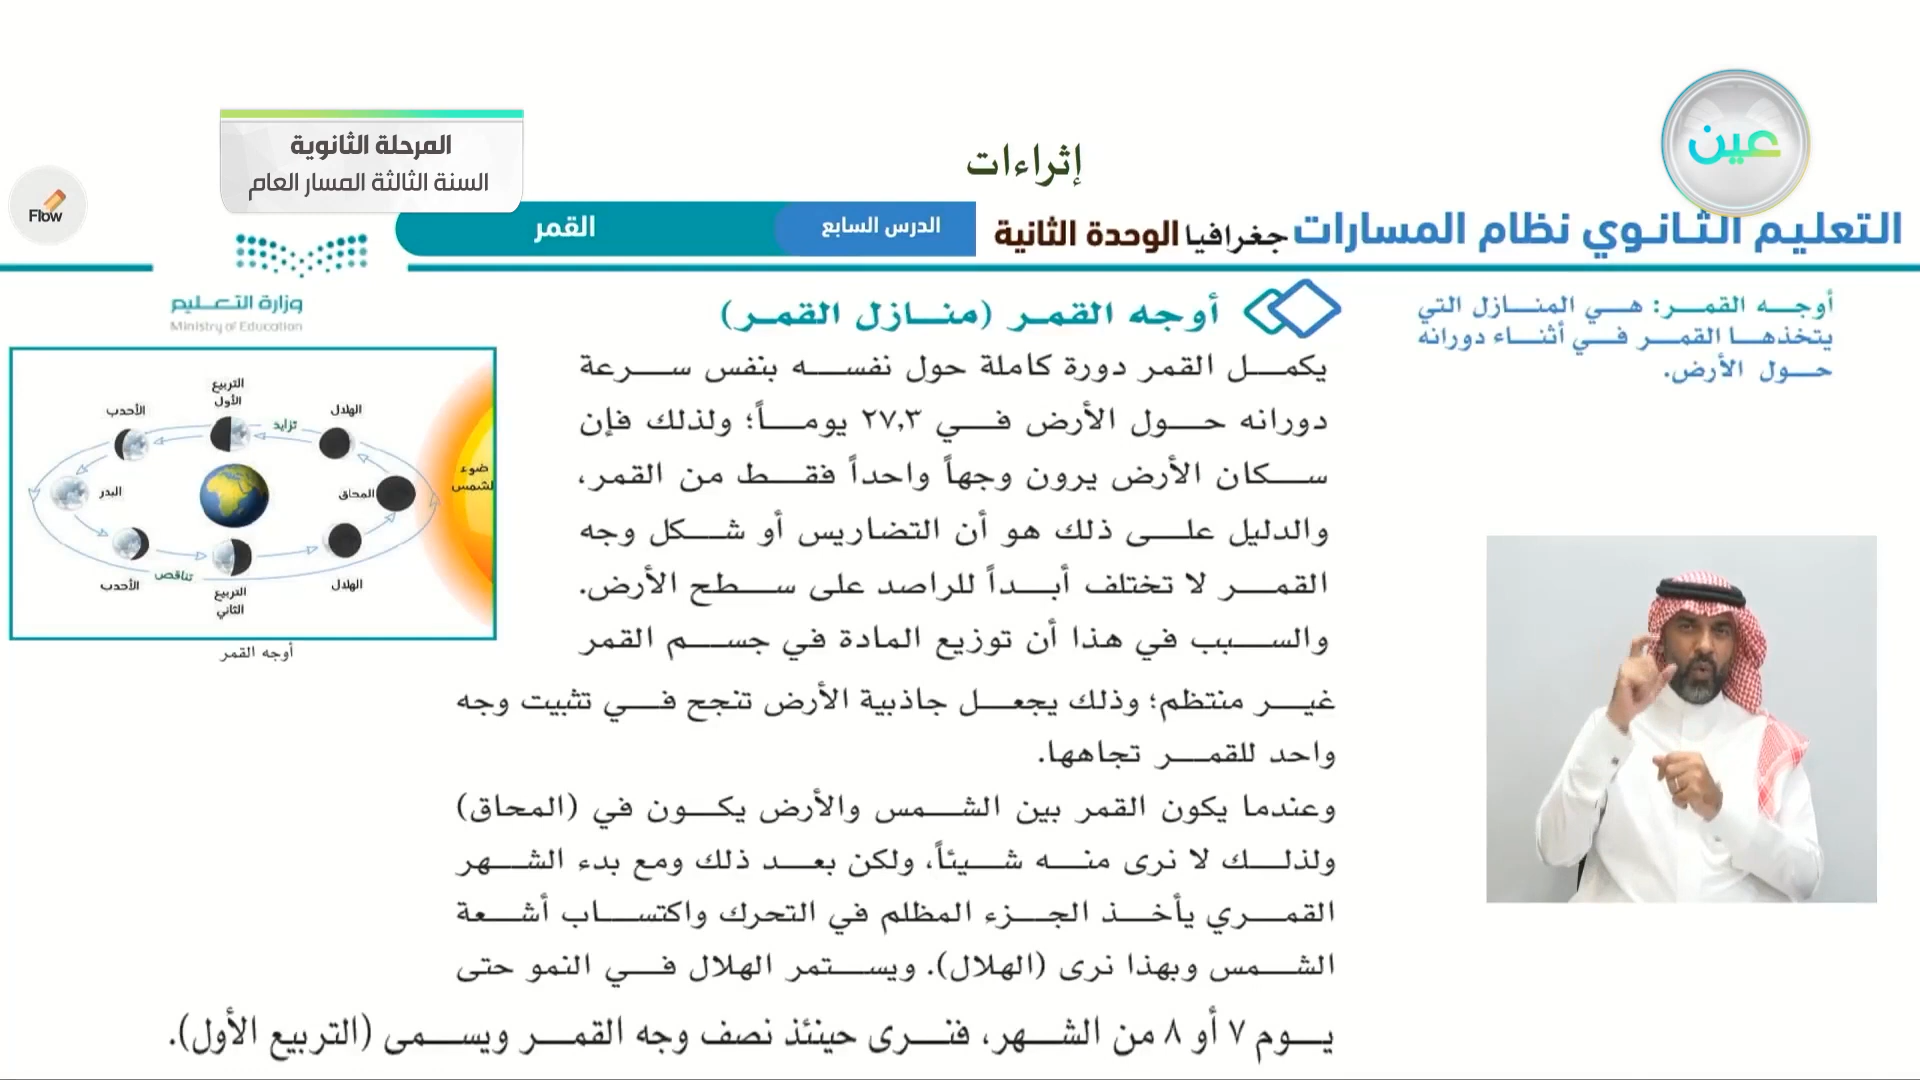 عين
المرحلة الثانوية
السنة الثالثة المسار العام
إثراءات
Flow
التعليم الثانوي نظام المسارات جغرافيا الوحدة الثانية
الدرس السابع
القمر
وزارة التعليم
Ministry of Education
أوجه القمر: هي المنازل التي
يتخذها القمر في أثناء دورانه
حول الأرض.
أوجه القمر (منازل القمر)
يكمل القمر دورة كاملة حول نفسه بنفس سرعة
دورانه حول الأرض في ٢٧,٣ يوماً؛ ولذلك فإن
سكان الأرض يرون وجهاً واحداً فقط من القمر،
والدليل على ذلك هو أن التضاريس أو شكل وجه
القمر لا تختلف أبداً للراصد على سطح الأرض.
والسبب في هذا أن توزيع المادة في جسم القمر
غير منتظم؛ وذلك يجعل جاذبية الأرض تنجح في تثبيت وجه
واحد للقمر تجاهها.
وعندما يكون القمر بين الشمس والأرض يكون في (المحاق)
ولذلك لا نرى منه شيئاً، ولكن بعد ذلك ومع بدء الشهر
القمري يأخذ الجزء المظلم في التحرك واكتساب أشعة
الشمس وبهذا نرى (الهلال). ويستمر الهلال في النمو حتى
يوم ٧ أو ٨ من الشهر، فنرى حينئذ نصف وجه القمر ويسمى (التربيع الأول).
التربيع
الأول
الهلال
الأحدب
تزايد
ضوء
الشمس
المحاق
البدر
الهلال
تناقص
الأحدب
التربيع
الثاني
أوجه القمر